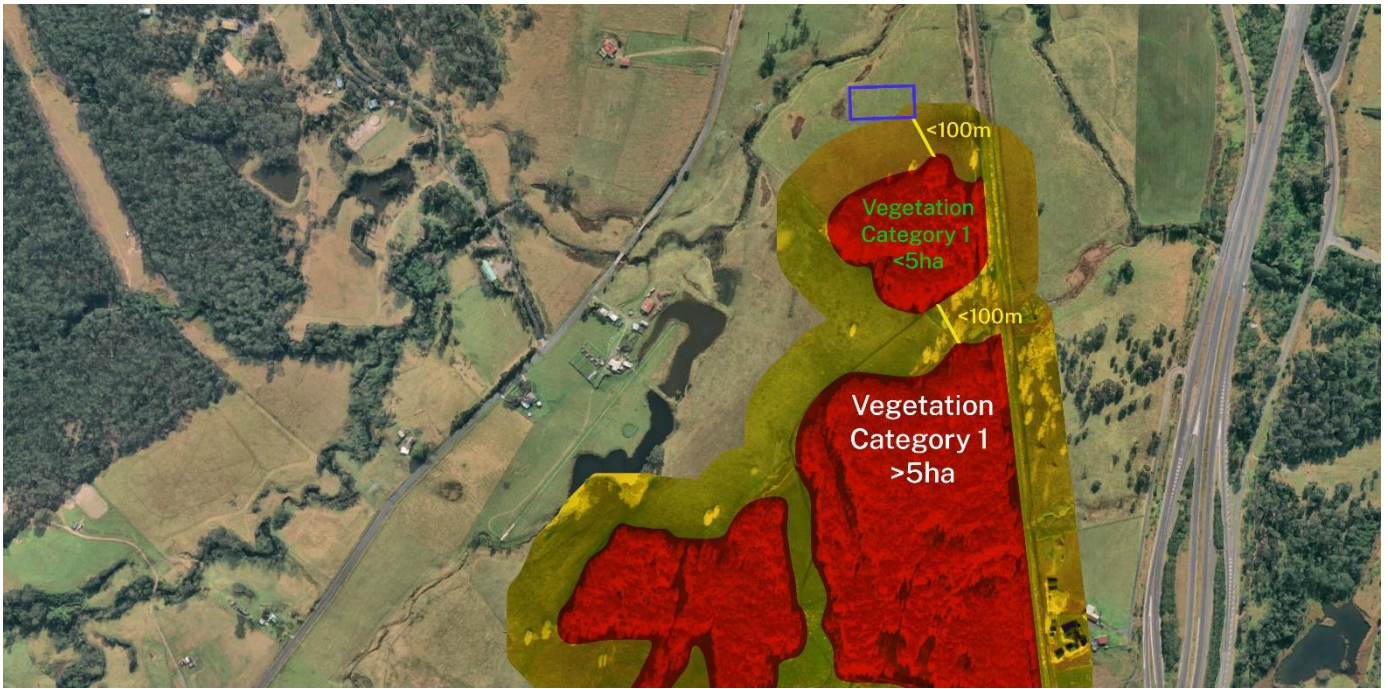 <100m
Vegetation
Category 1
<5ha
<100m
Vegetation
Category 1
>5ha